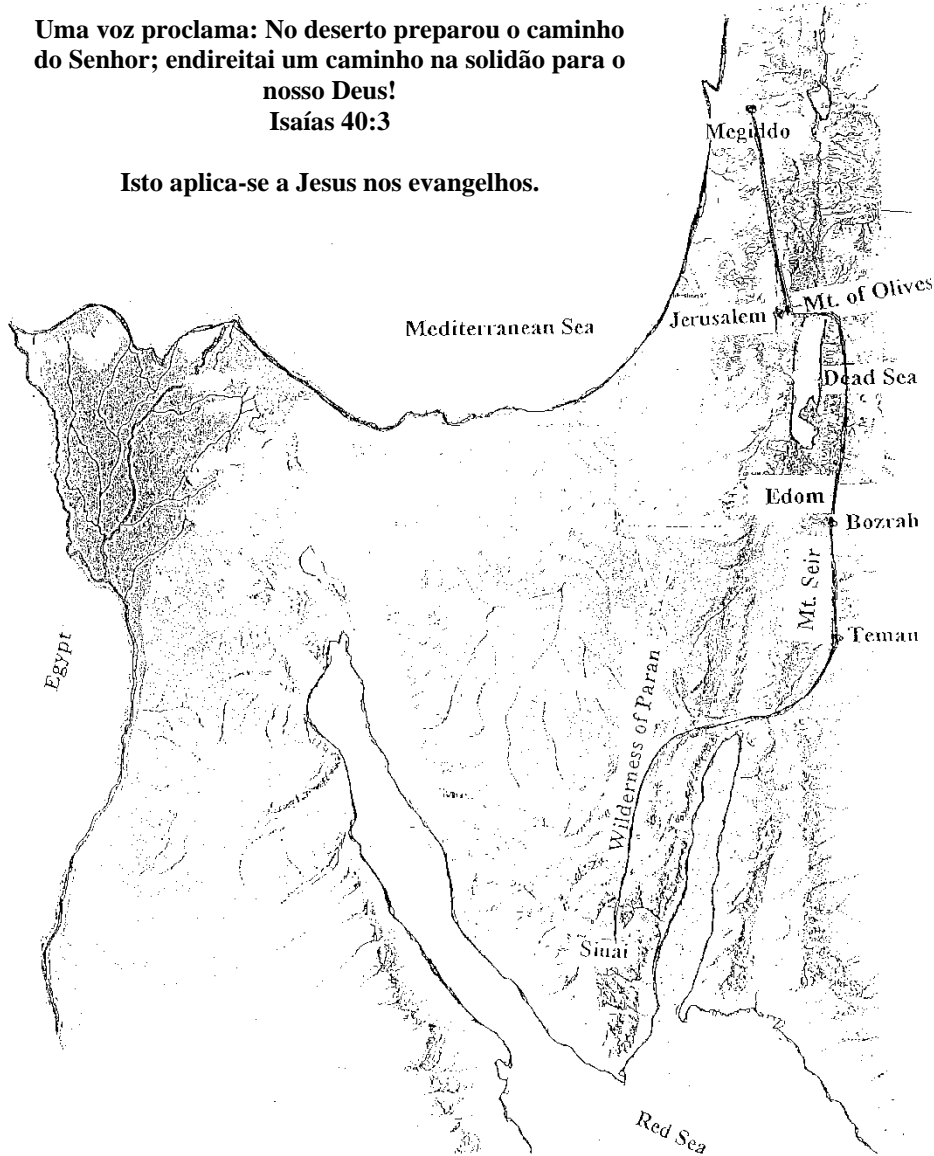 Uma voz proclama: No deserto preparou o caminho
do Senhor; endireitai um caminho na solidão para o
nosso Deus!
Isaías 40:3
Isto aplica-se a Jesus nos evangelhos.
Megiddo
Mt. of Olives
Jerusalem
Mediterranean Sea
Dead Sea
Edom
Bozrah
Mt. Seir
Teman
Egypt
Wilderness of Paran
Sinai
Red Sea